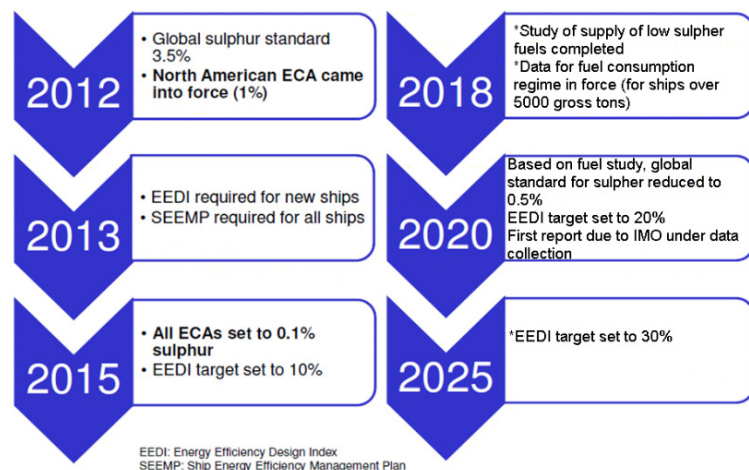 2012
• Global sulphur standard
3.5%
• North American ECA came
into force (1%)
2013
• EEDI required for new ships
• SEEMP required for all ships
2015
• All ECAs set to 0.1%
sulphur
• EEDI target set to 10%
2018
*Study of supply of low sulpher
fuels completed
*Data for fuel consumption
regime in force (for ships over
5000 gross tons)
2020
Based on fuel study, global
standard for sulpher reduced to
0.5%
EEDI target set to 20%
First report due to IMO under data
collection
2025
*EEDI target set to 30%
EEDI: Energy Efficiency Design Index
SEEMP: Ship Energy Efficiency Management Plan